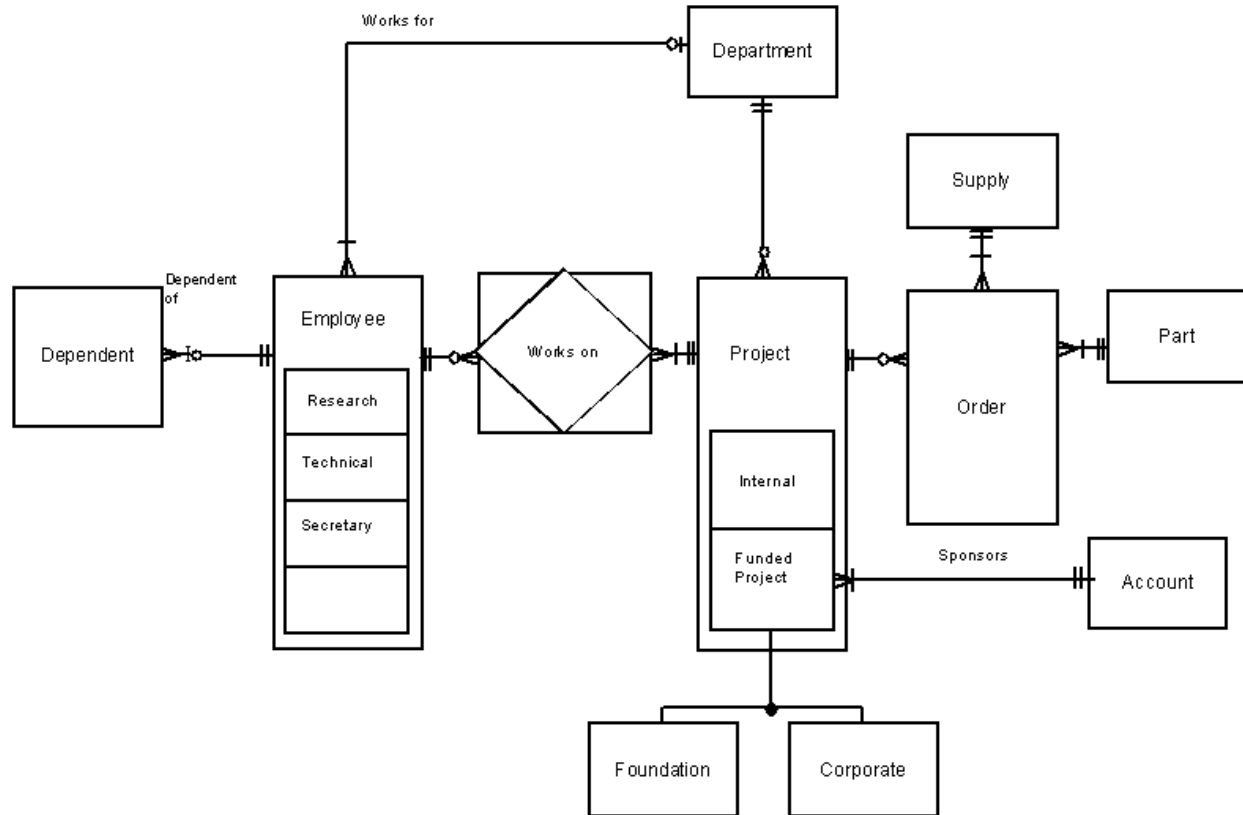 Works for
Department
Supply
Dependent
of
Employee
Dependent
Works on
Project
Part
Order
Research
Technical
Secretary
Internal
Funded
Project
Sponsors
Account
Foundation
Corporate